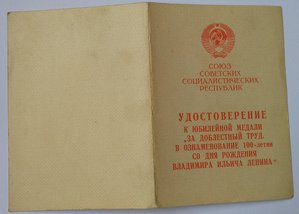 СОЮЗ
СОВЕТСКИХ
СОЦИАЛИСТИЧЕСКИХ
РЕСПУБЛИК
УДОСТОВЕРЕНИЕ
К ЮБИЛЕЙНОЙ МЕДАЛИ
„ЗА ДОБЛЕСТНЫЙ ТРУД.
В ОЗНАМЕНОВАНИЕ 100-летия
СО ДНЯ РОЖДЕНИЯ
ВЛАДИМИРА ИЛЬИЧА ЛЕНИНА“